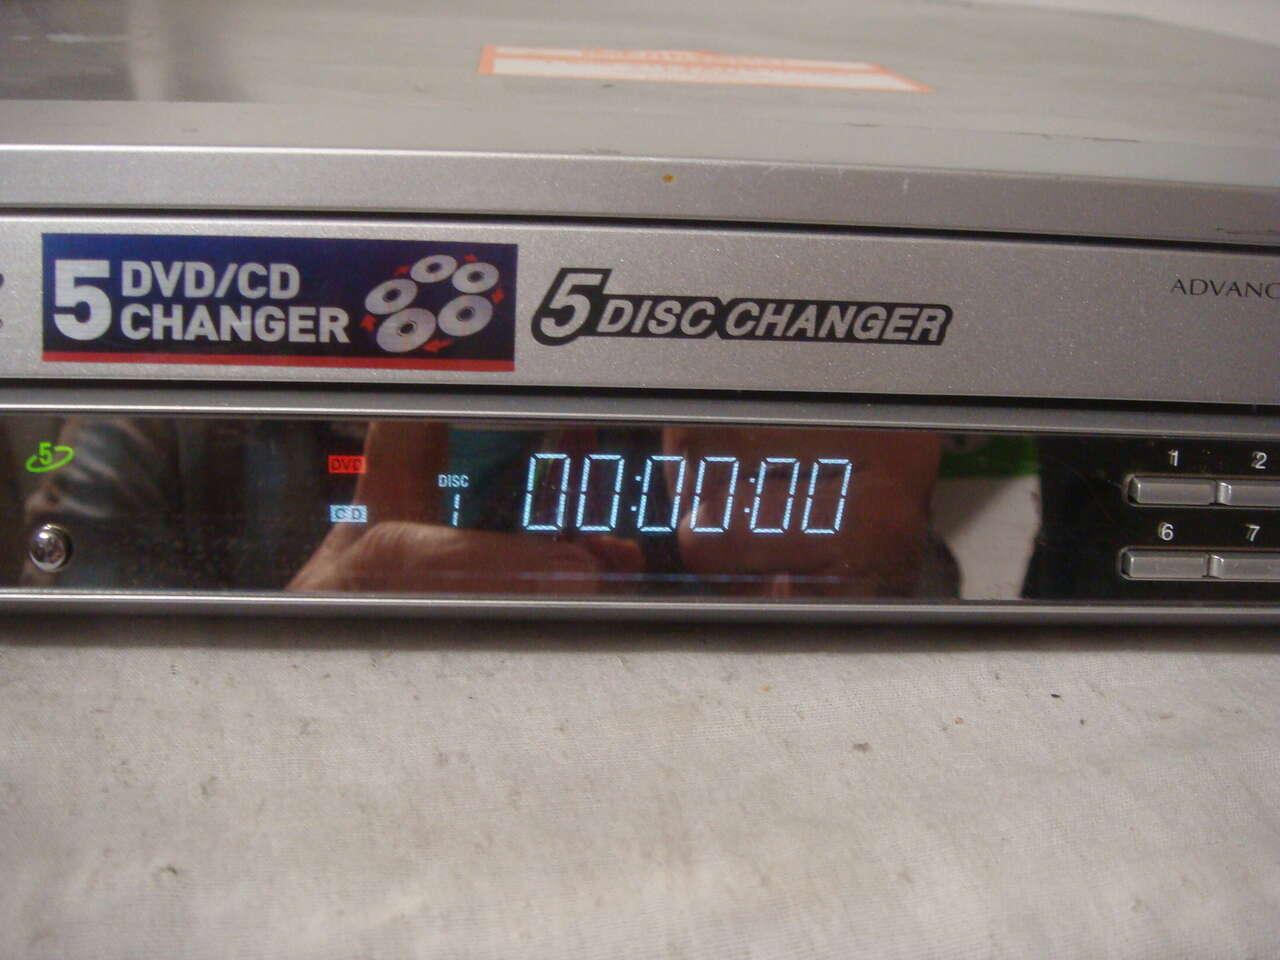 5 DVD/CD
CHANGER
5 DISC CHANGER
ADVANC
5
DVD
CD
DISC
1
00:00:00
1 2
6 7